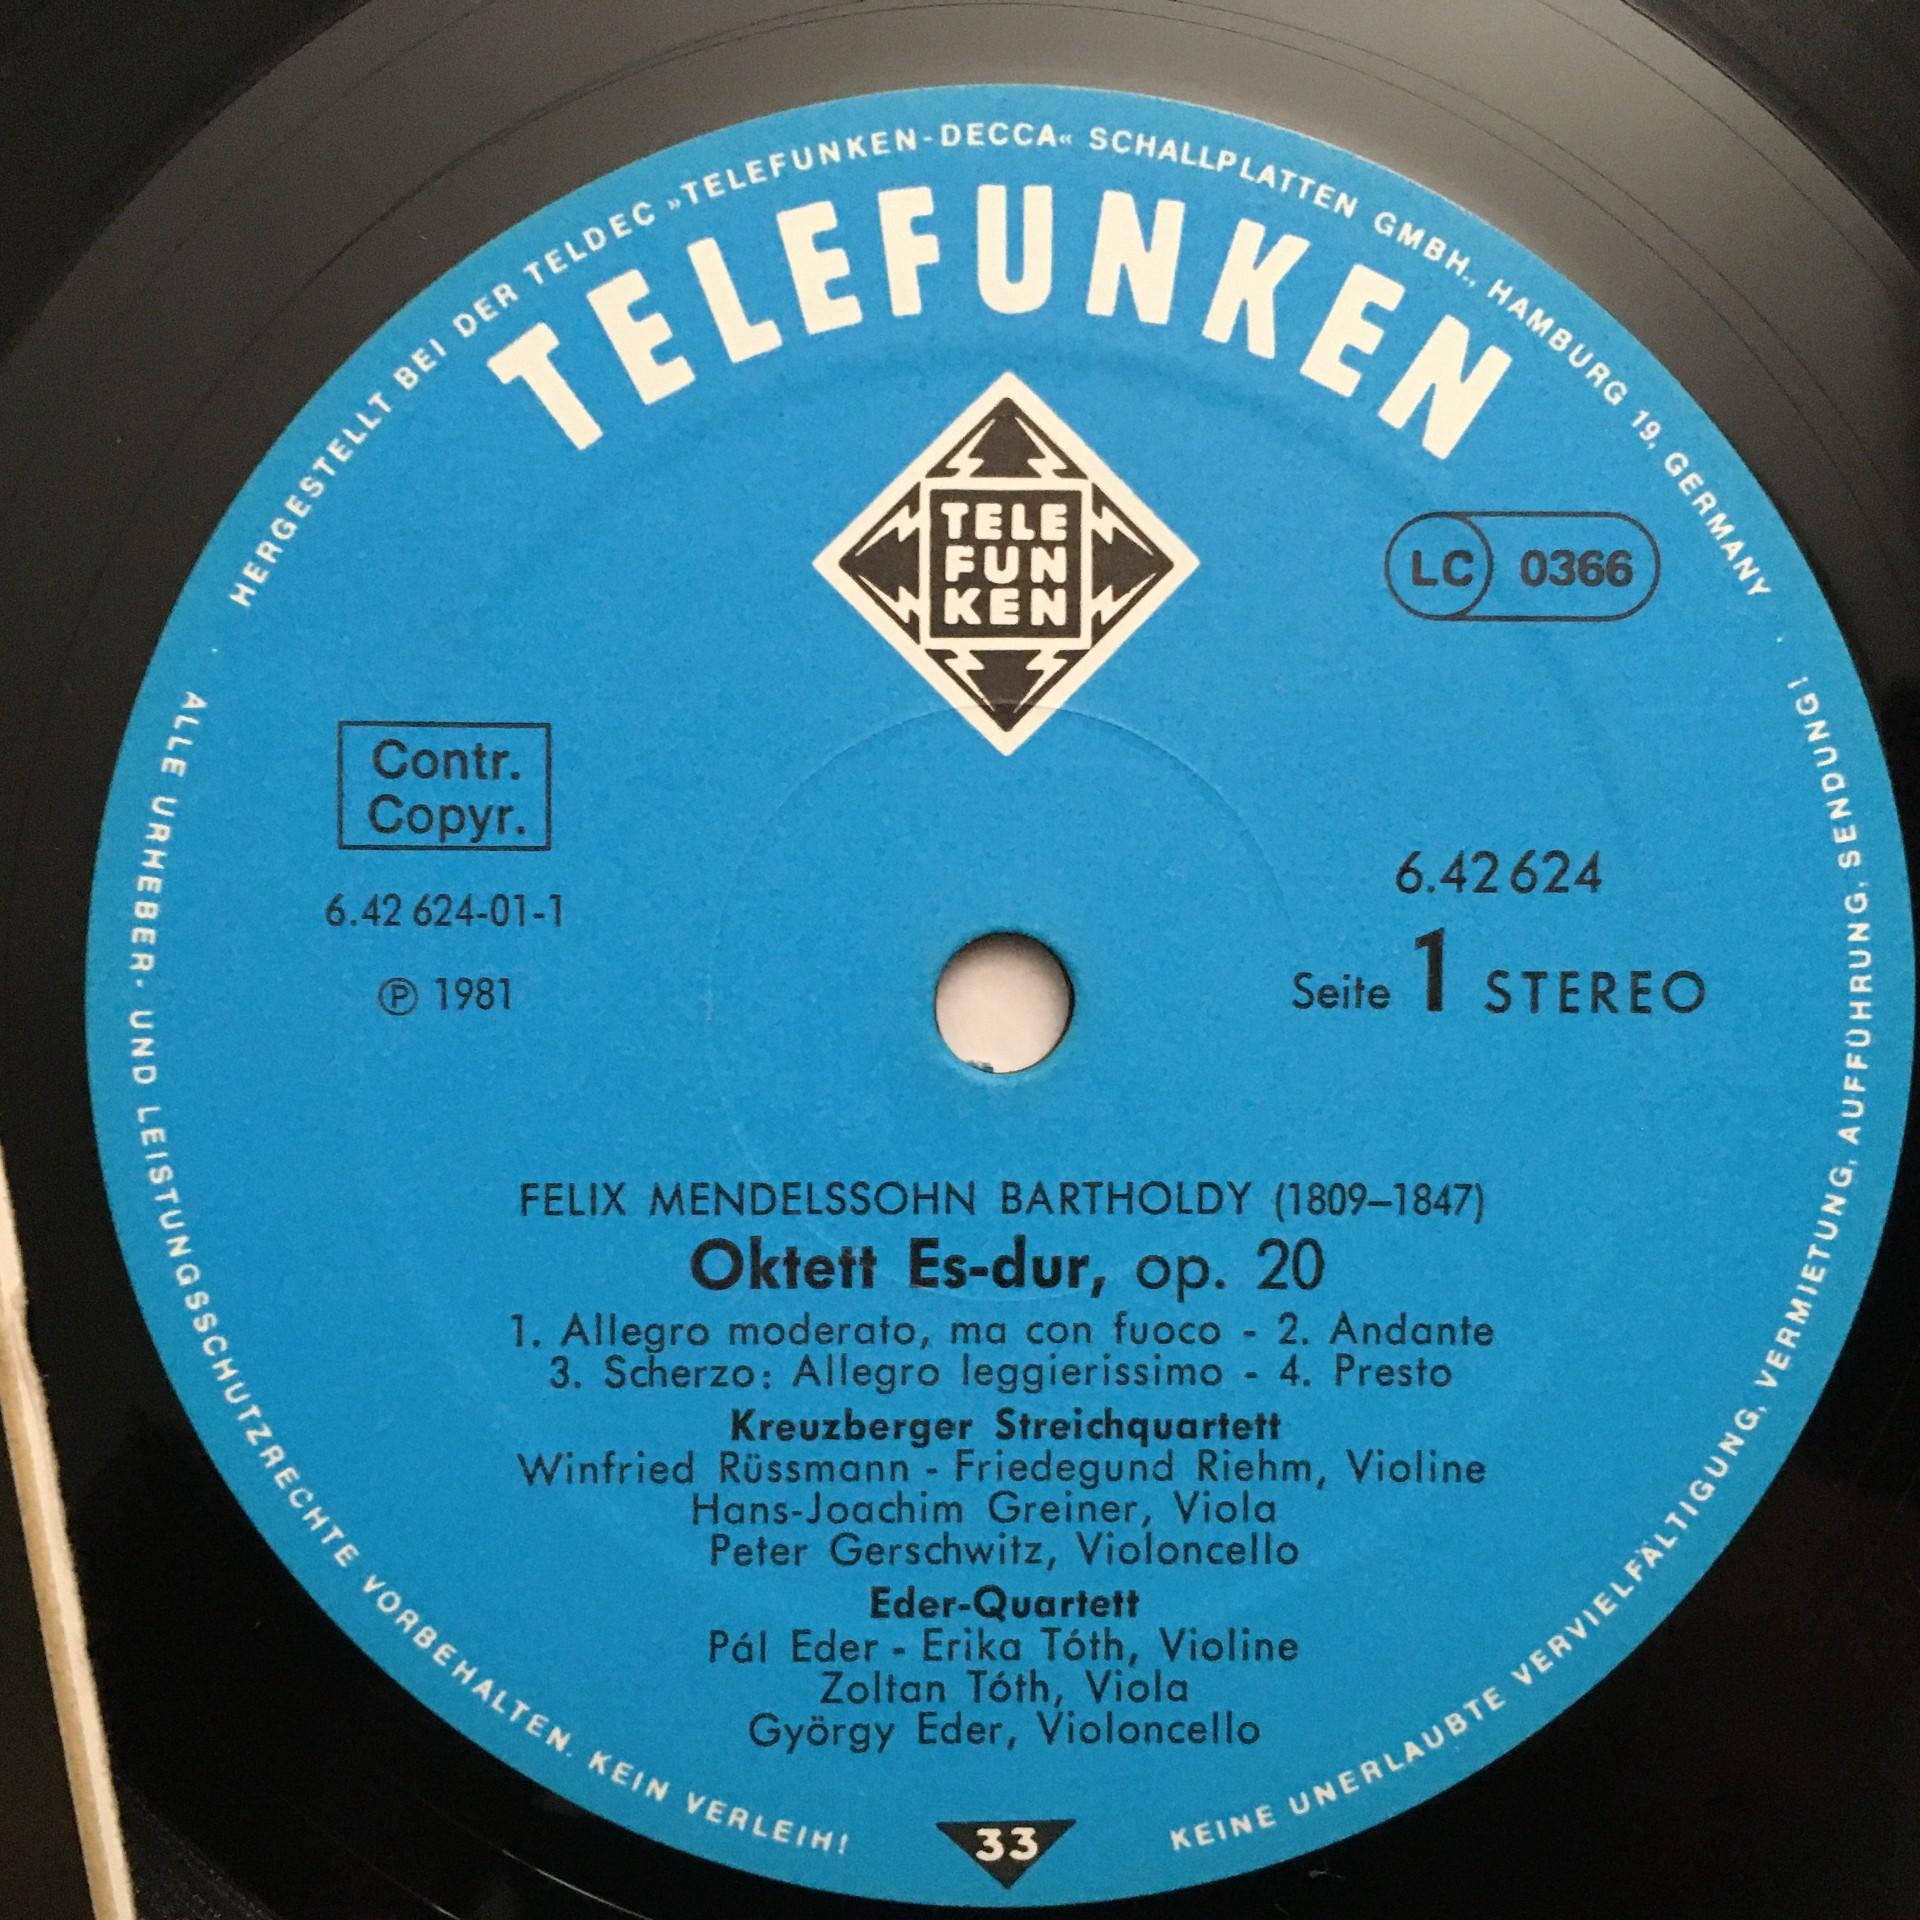 HERGESTELLT BEI DER TELDEC »TELEFUNKEN-DECCA« SCHALLPLATTEN GMBH., HAMBURG 19, GERMANY
TELEFUNKEN
TELE
FUN
KEN
LC 0366
Contr.
Copyr.
6.42 624-01-1
℗ 1981
6.42 624
Seite 1 STEREO
FELIX MENDELSSOHN BARTHOLDY (1809–1847)
Oktett Es-dur, op. 20
1. Allegro moderato, ma con fuoco - 2. Andante
3. Scherzo: Allegro leggierissimo - 4. Presto
Kreuzberger Streichquartett
Winfried Rüssmann - Friedegund Riehm, Violine
Hans-Joachim Greiner, Viola
Peter Gerschwitz, Violoncello
Eder-Quartett
Pál Eder - Erika Tóth, Violine
Zoltan Tóth, Viola
György Eder, Violoncello
33
ALLE URHEBER- UND LEISTUNGSSCHUTZRECHTE VORBEHALTEN. KEIN VERLEIH!
KEINE UNERLAUBTE VERVIELFÄLTIGUNG, VERMIETUNG, AUFFÜHRUNG, SENDUNG!